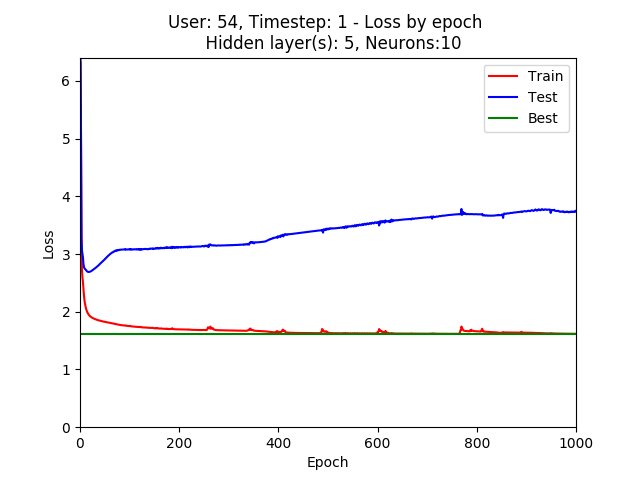 User: 54, Timestep: 1 - Loss by epoch
Hidden layer(s): 5, Neurons:10
Train
Test
Best
Loss
6
5
4
3
2
1
0
0 200 400 600 800 1000
Epoch